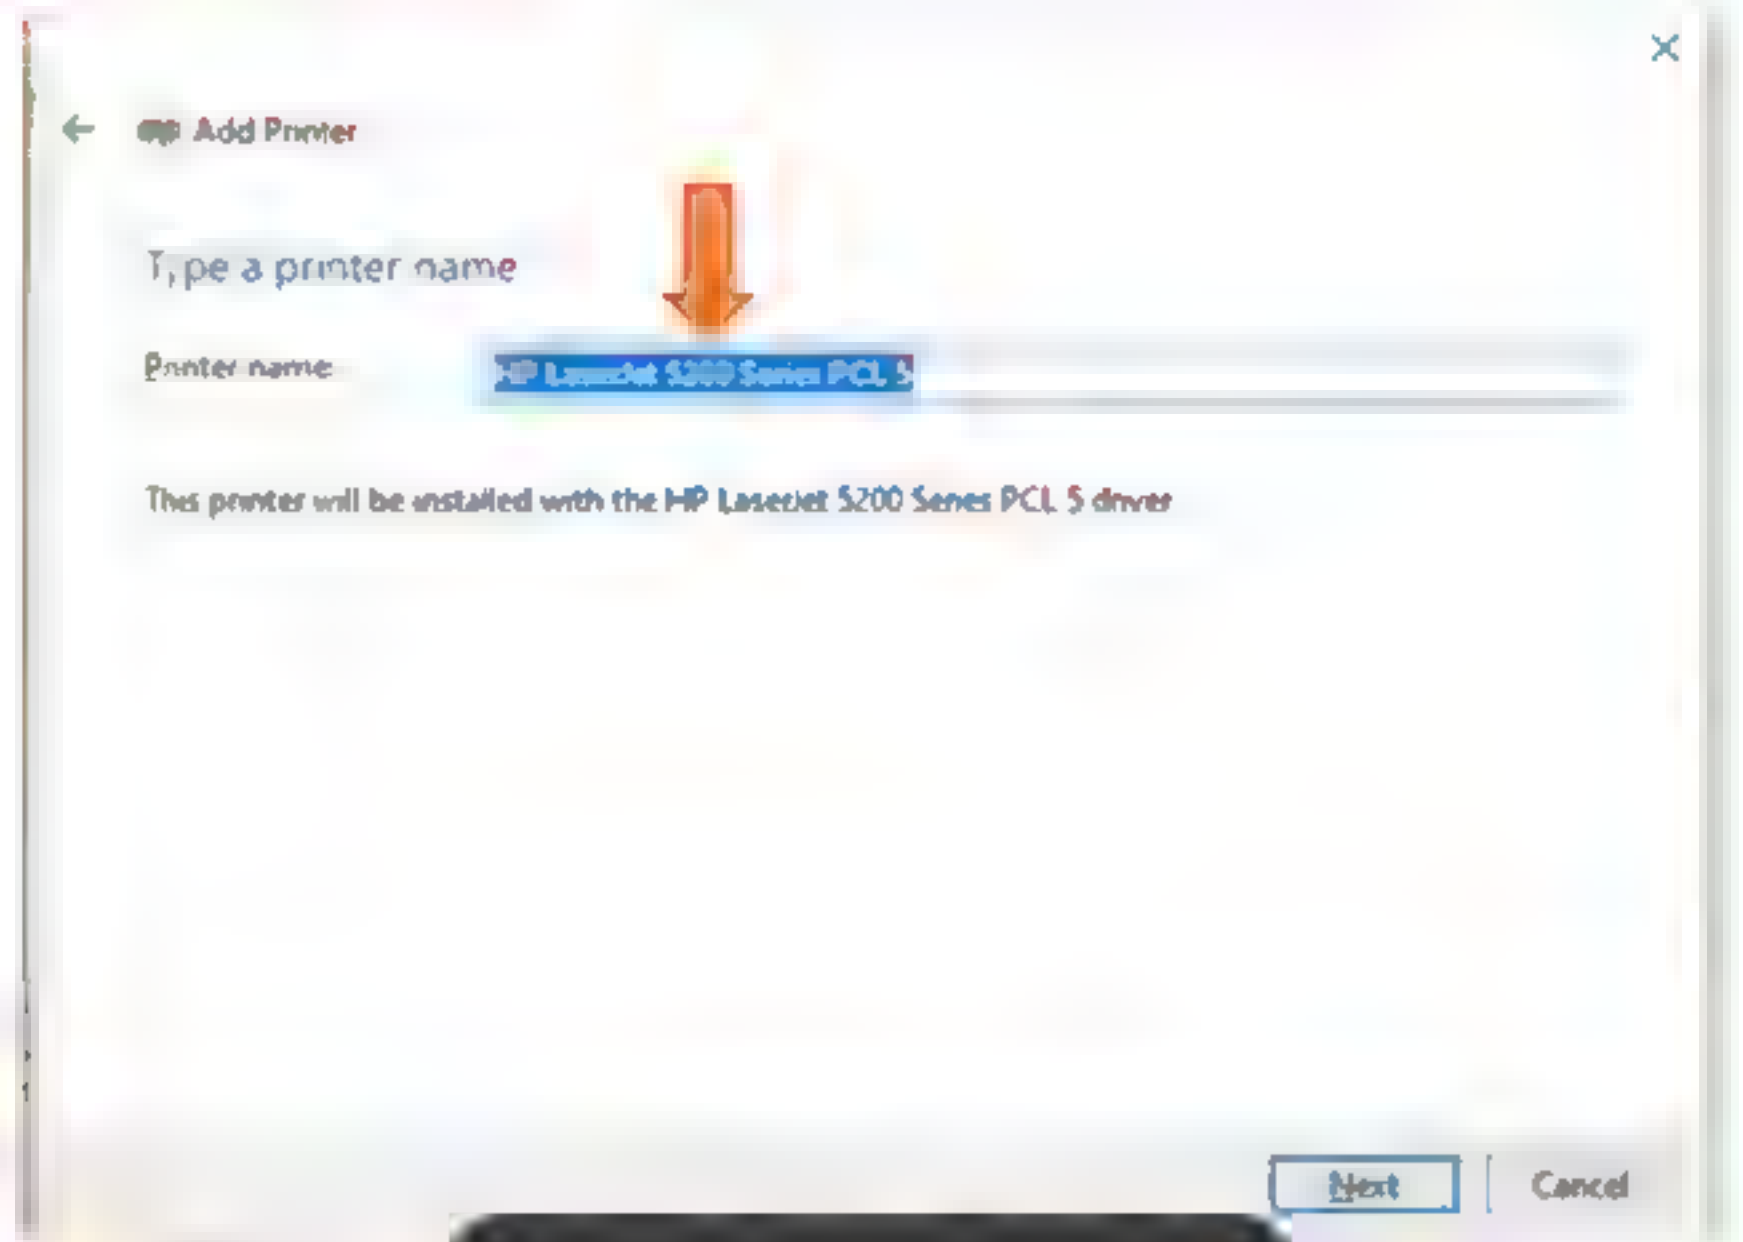 Add Printer
Type a printer name
Printer name
HP LaserJet 5200 Series PCL 5
This printer will be installed with the HP LaserJet 5200 Series PCL 5 driver
Next
Cancel